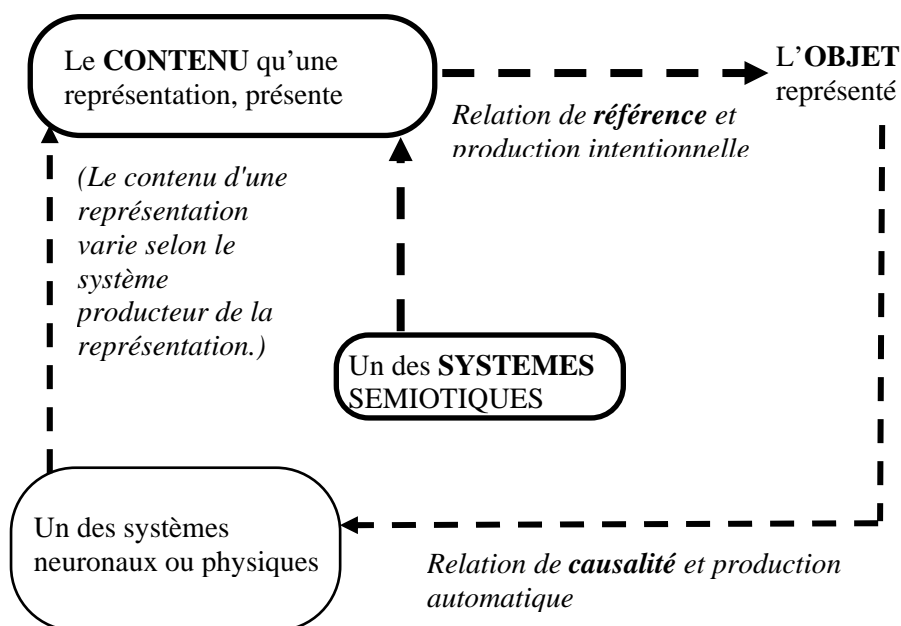 Le CONTENU qu'une
représentation, présente
L'OBJET
représenté
Relation de référence et
production intentionnelle
(Le contenu d'une
représentation
varie selon le
système
producteur de la
représentation.)
Un des SYSTEMES
SEMIOTIQUES
Un des systèmes
neuronaux ou physiques
Relation de causalité et production
automatique